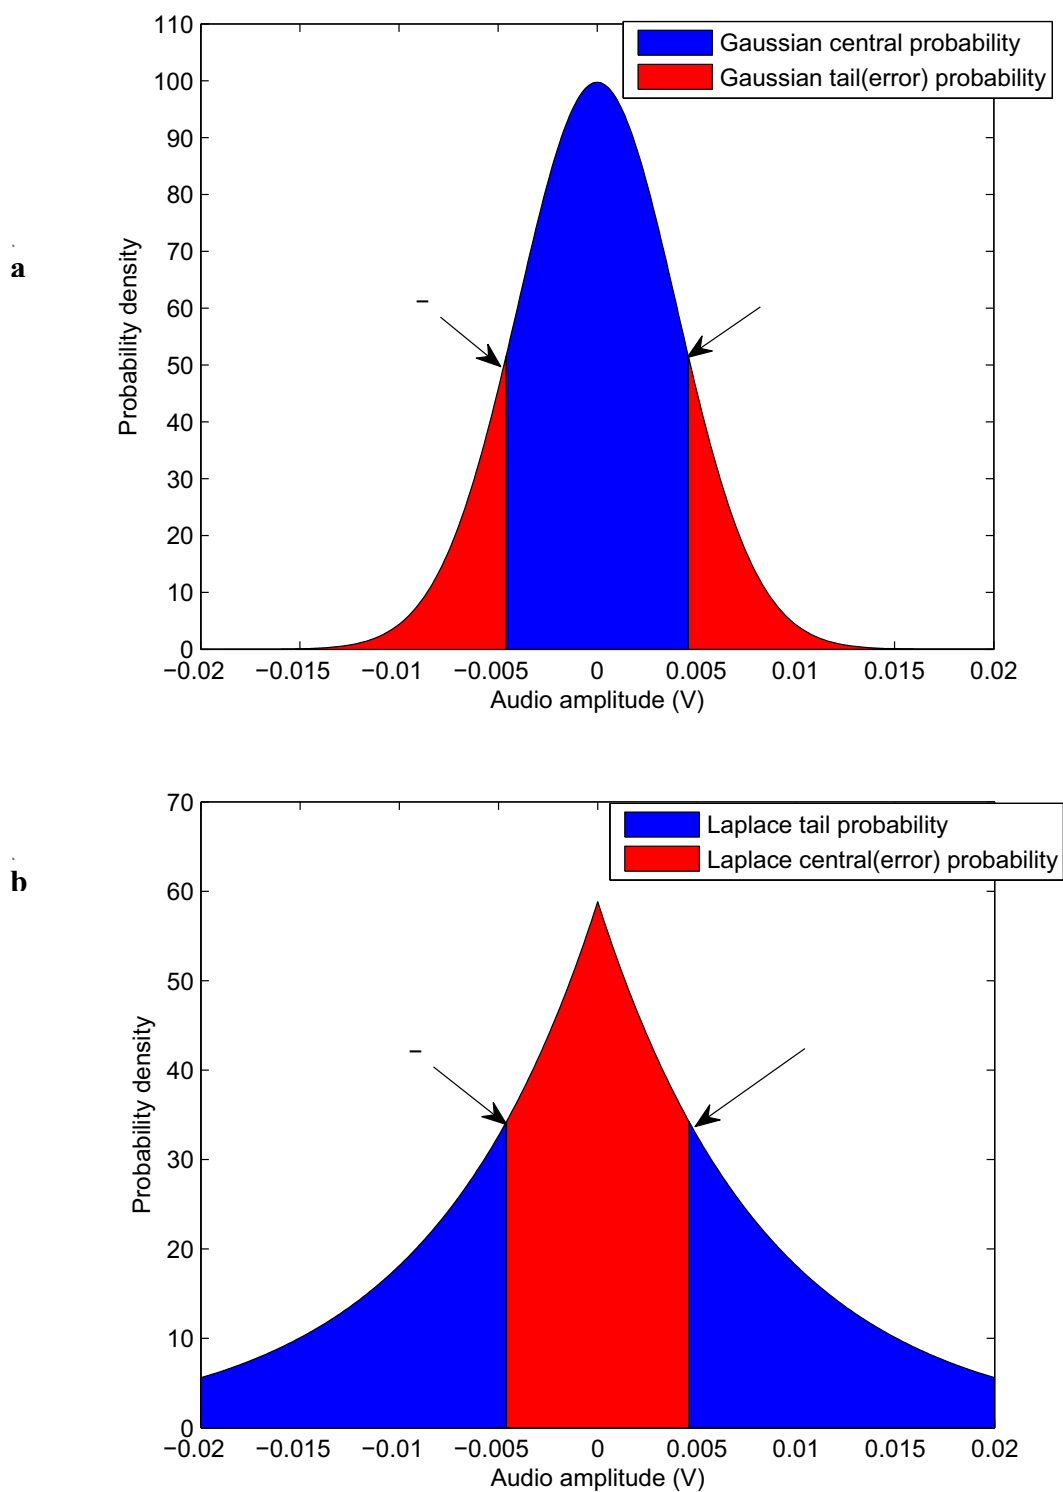 110
100
90
80
70
60
50
40
30
20
10
0
Probability density
Gaussian central probability
Gaussian tail(error) probability
a
−
−0.02 −0.015 −0.01 −0.005 0 0.005 0.01 0.015 0.02
Audio amplitude (V)
70
60
50
40
30
20
10
0
Probability density
Laplace tail probability
Laplace central(error) probability
b
−
−0.02 −0.015 −0.01 −0.005 0 0.005 0.01 0.015 0.02
Audio amplitude (V)